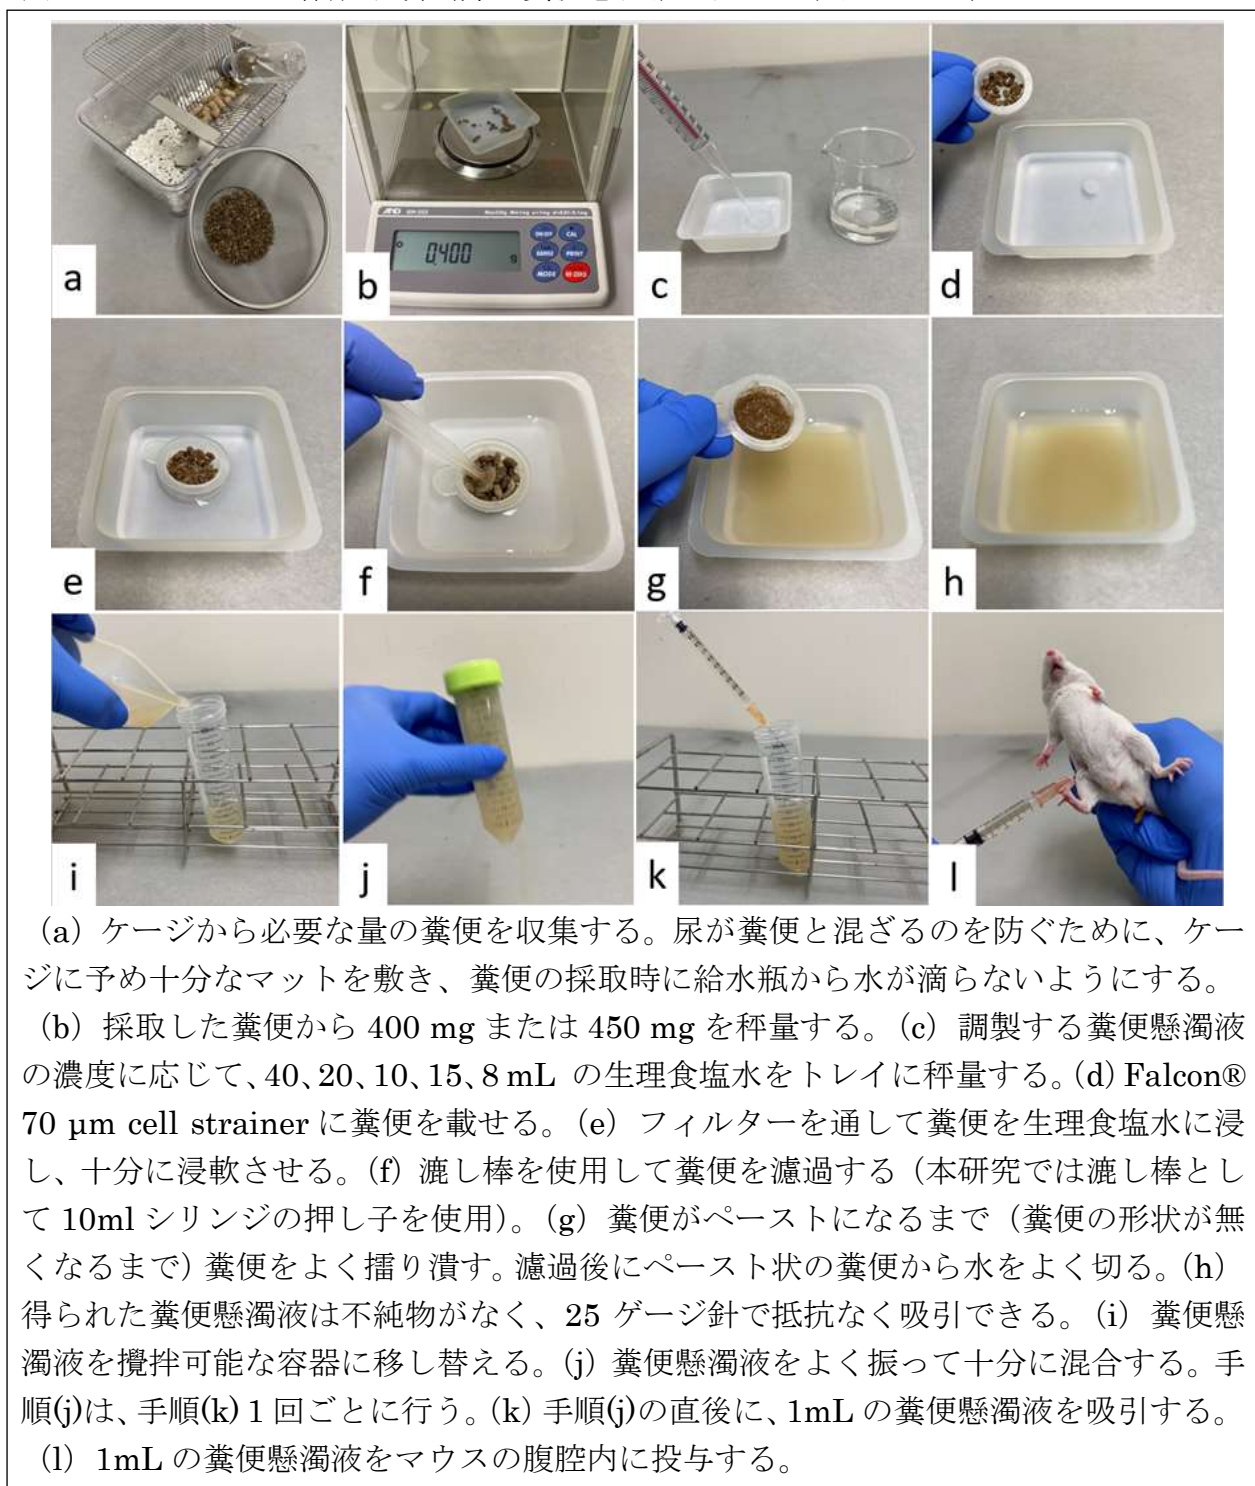 a
b
c
d
AND
0.400
g
ON:OFF
CAL
RANGE
PRINT
MODE
RE-ZERO
e
f
g
h
i
j
k
l
(a) ケージから必要な量の糞便を収集する。尿が糞便と混ざるのを防ぐために、ケー
ジに予め十分なマットを敷き、糞便の採取時に給水瓶から水が滴らないようにする。
(b) 採取した糞便から 400 mg または 450 mg を秤量する。(c) 調製する糞便懸濁液
の濃度に応じて、40、20、10、15、8 mL の生理食塩水をトレイに秤量する。(d) Falcon®
70 µm cell strainer に糞便を載せる。(e) フィルターを通して糞便を生理食塩水に浸
し、十分に浸軟させる。(f) 漉し棒を使用して糞便を濾過する(本研究では漉し棒とし
て 10ml シリンジの押し子を使用)。(g) 糞便がペーストになるまで(糞便の形状が無
くなるまで)糞便をよく擂り潰す。濾過後にペースト状の糞便から水をよく切る。(h)
得られた糞便懸濁液は不純物がなく、25 ゲージ針で抵抗なく吸引できる。(i) 糞便懸
濁液を攪拌可能な容器に移し替える。(j) 糞便懸濁液をよく振って十分に混合する。手
順(j)は、手順(k) 1 回ごとに行う。(k) 手順(j)の直後に、1mL の糞便懸濁液を吸引する。
(l) 1mL の糞便懸濁液をマウスの腹腔内に投与する。